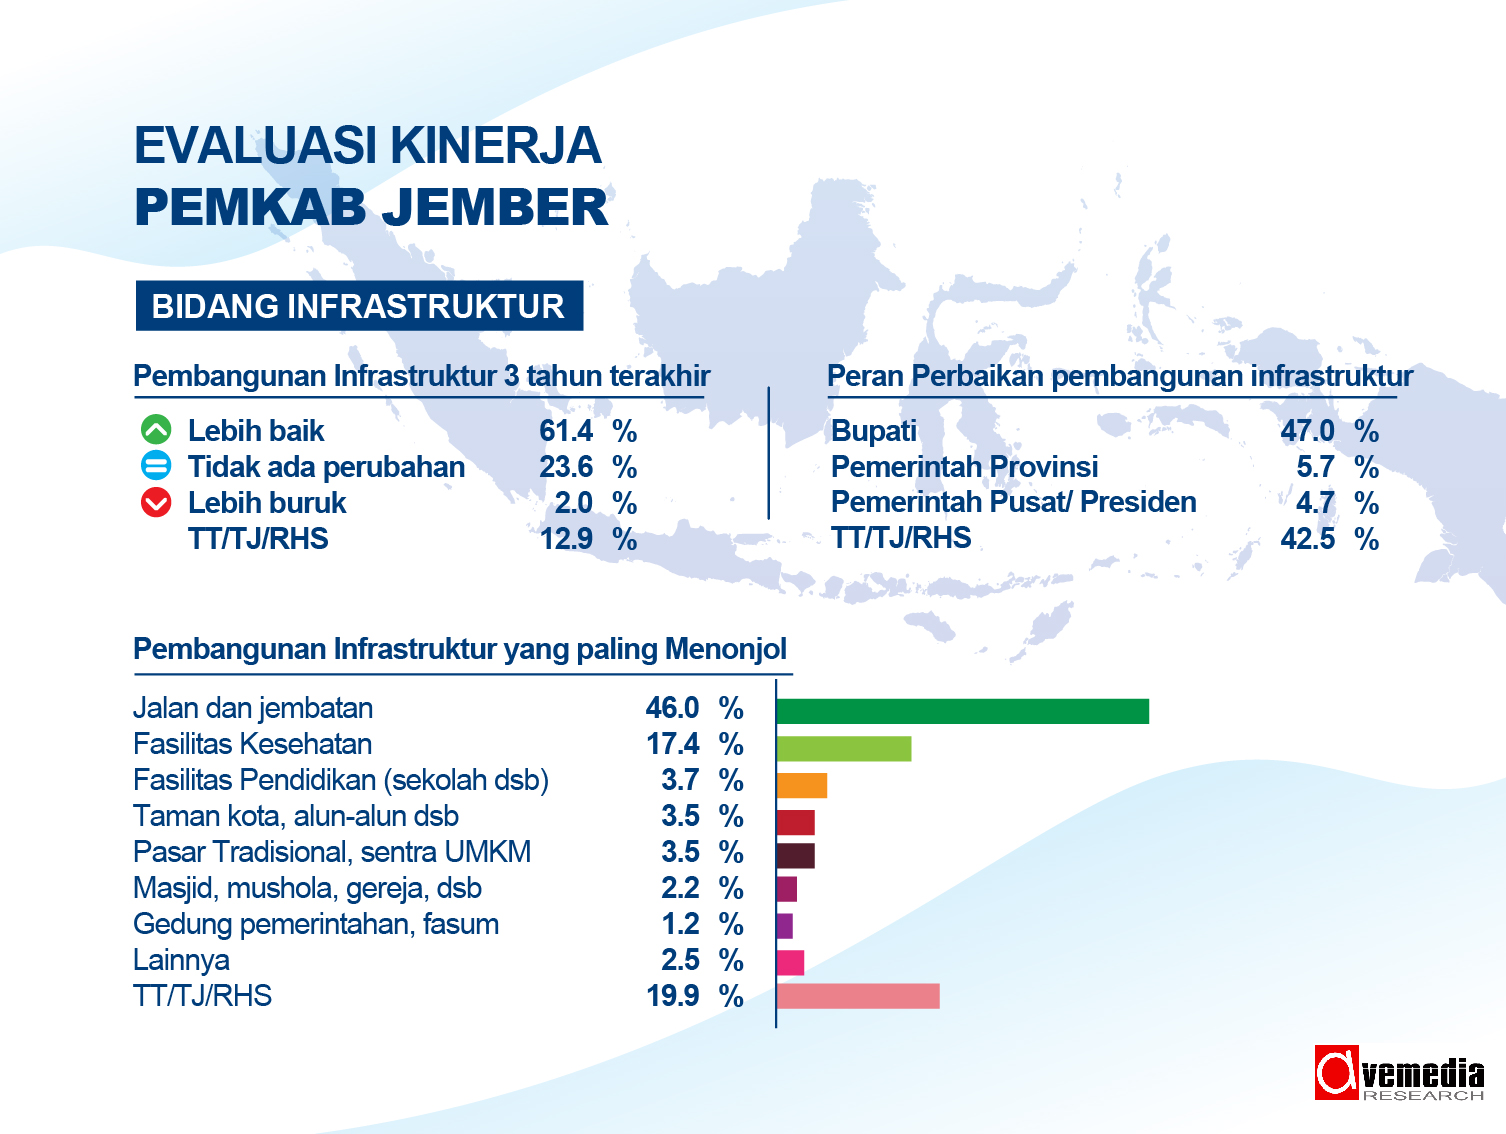 EVALUASI KINERJA
PEMKAB JEMBER
BIDANG INFRASTRUKTUR
Pembangunan Infrastruktur 3 tahun terakhir
Lebih baik 61.4 %
Tidak ada perubahan 23.6 %
Lebih buruk 2.0 %
TT/TJ/RHS 12.9 %
Peran Perbaikan pembangunan infrastruktur
Bupati 47.0 %
Pemerintah Provinsi 5.7 %
Pemerintah Pusat/ Presiden 4.7 %
TT/TJ/RHS 42.5 %
Pembangunan Infrastruktur yang paling Menonjol
Jalan dan jembatan 46.0 %
Fasilitas Kesehatan 17.4 %
Fasilitas Pendidikan (sekolah dsb) 3.7 %
Taman kota, alun-alun dsb 3.5 %
Pasar Tradisional, sentra UMKM 3.5 %
Masjid, mushola, gereja, dsb 2.2 %
Gedung pemerintahan, fasum 1.2 %
Lainnya 2.5 %
TT/TJ/RHS 19.9 %
avemedia
RESEARCH